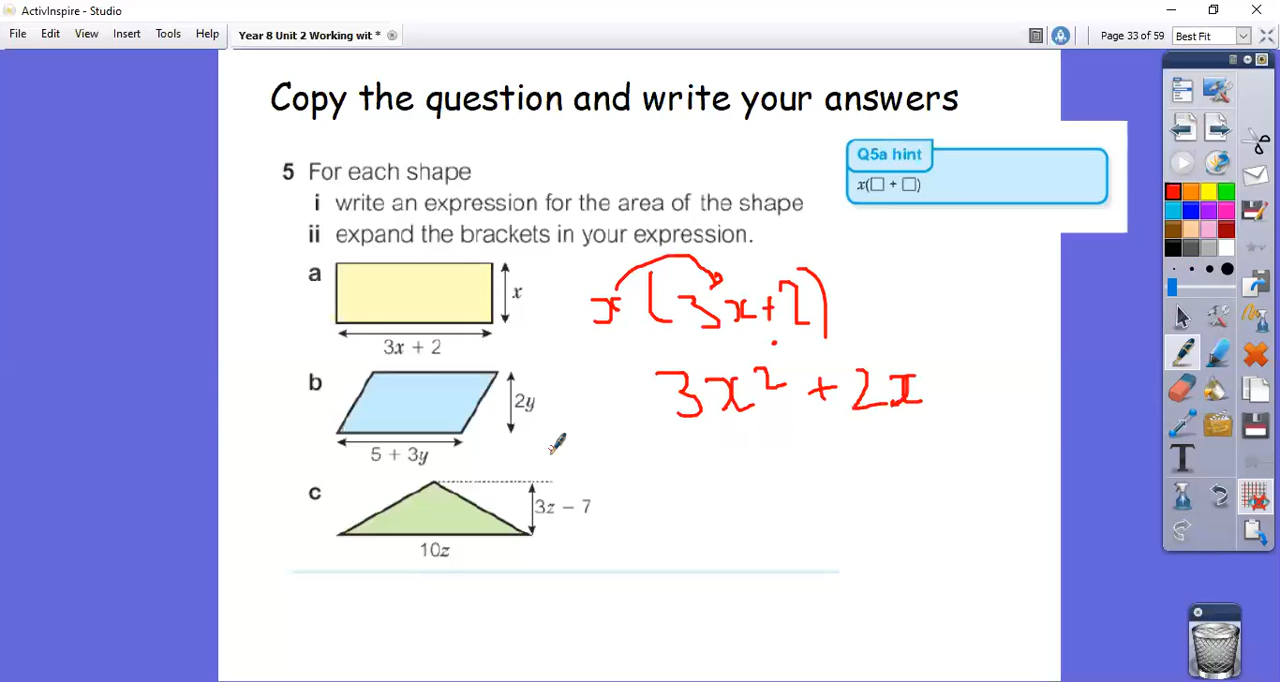 ActivInspire - Studio
File Edit View Insert Tools Help
Year 8 Unit 2 Working wit *
Page 33 of 59
Best Fit
Copy the question and write your answers
5 For each shape
i write an expression for the area of the shape
ii expand the brackets in your expression.
Q5a hint
x(□ + □)
a
x
3x + 2
x(3x+2)
3x² + 2x
b
2y
5 + 3y
c
3z − 7
10z
T